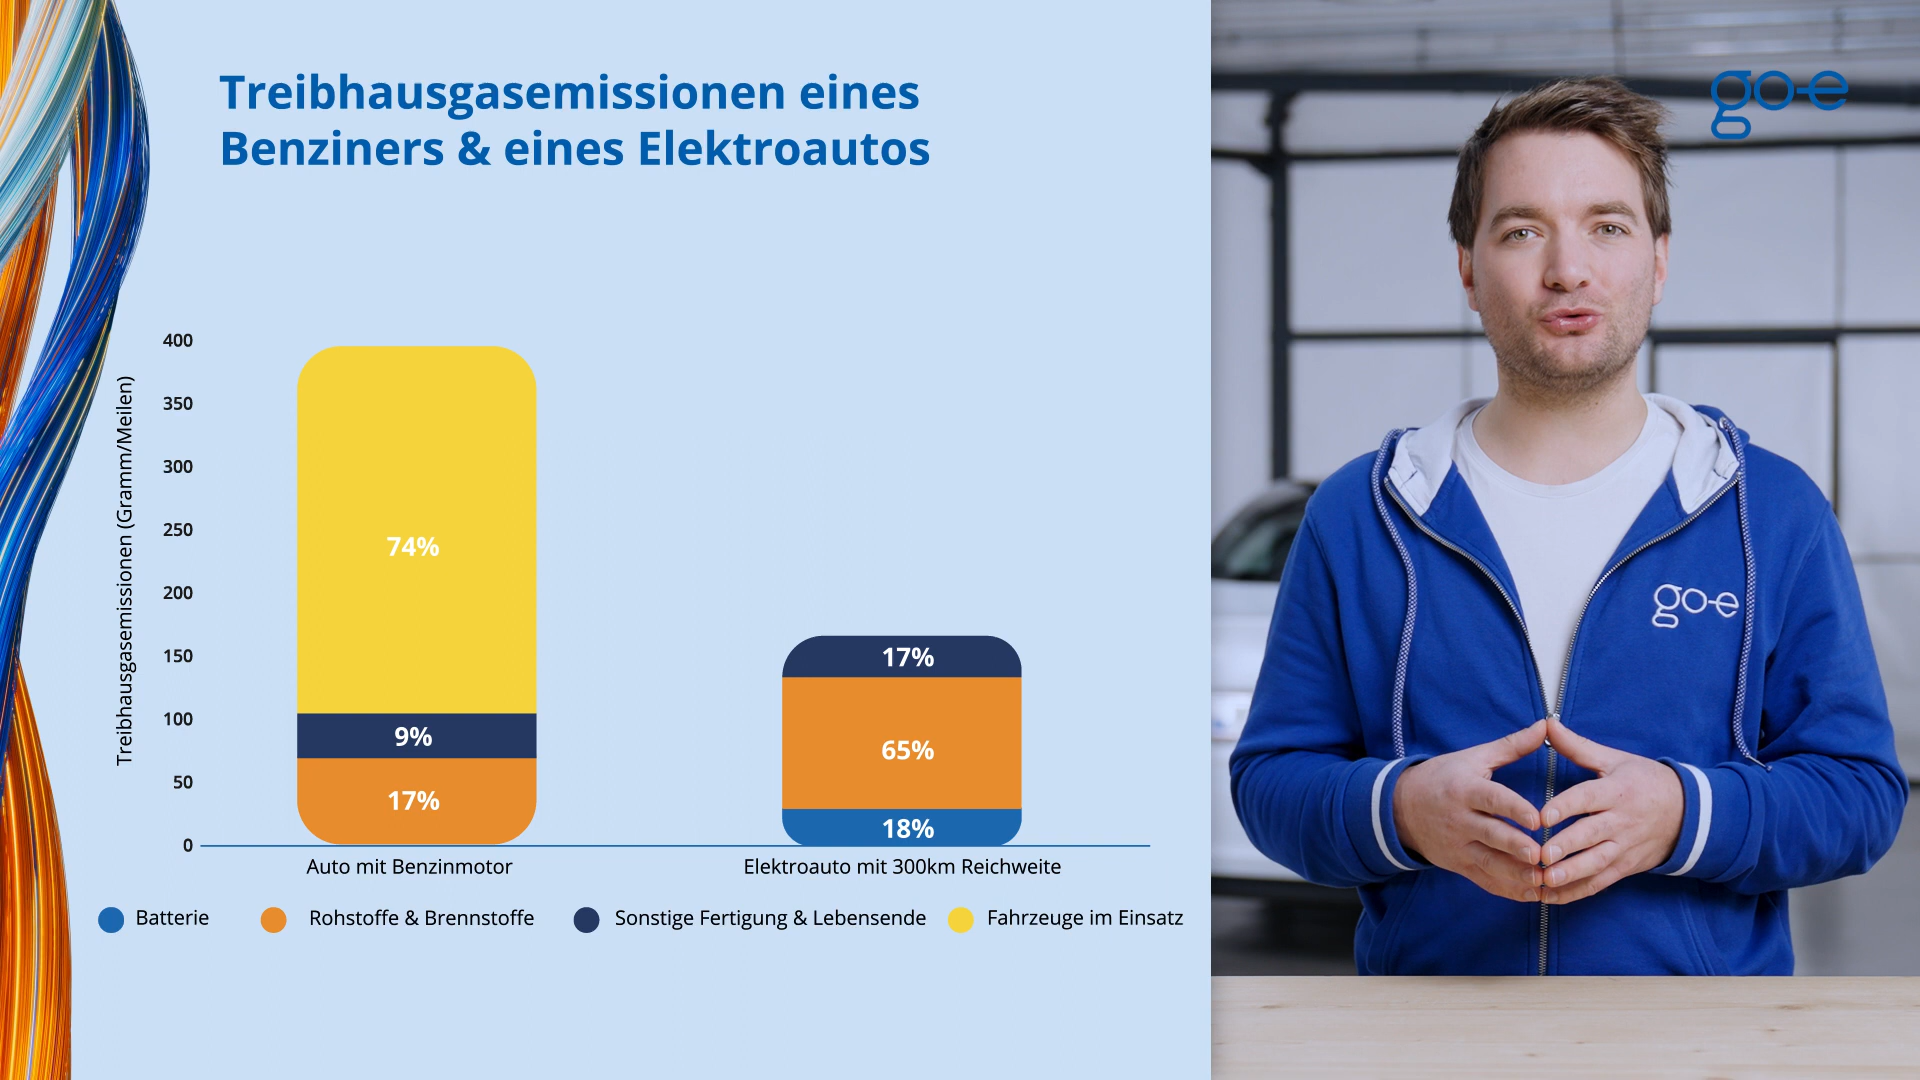 Treibhausgasemissionen eines
Benziners & eines Elektroautos
go-e
Treibhausgasemissionen (Gramm/Meilen)
400
350
300
250
200
150
100
50
0
74%
9%
17%
17%
65%
18%
Auto mit Benzinmotor
Elektroauto mit 300km Reichweite
Batterie
Rohstoffe & Brennstoffe
Sonstige Fertigung & Lebensende
Fahrzeuge im Einsatz
go-e